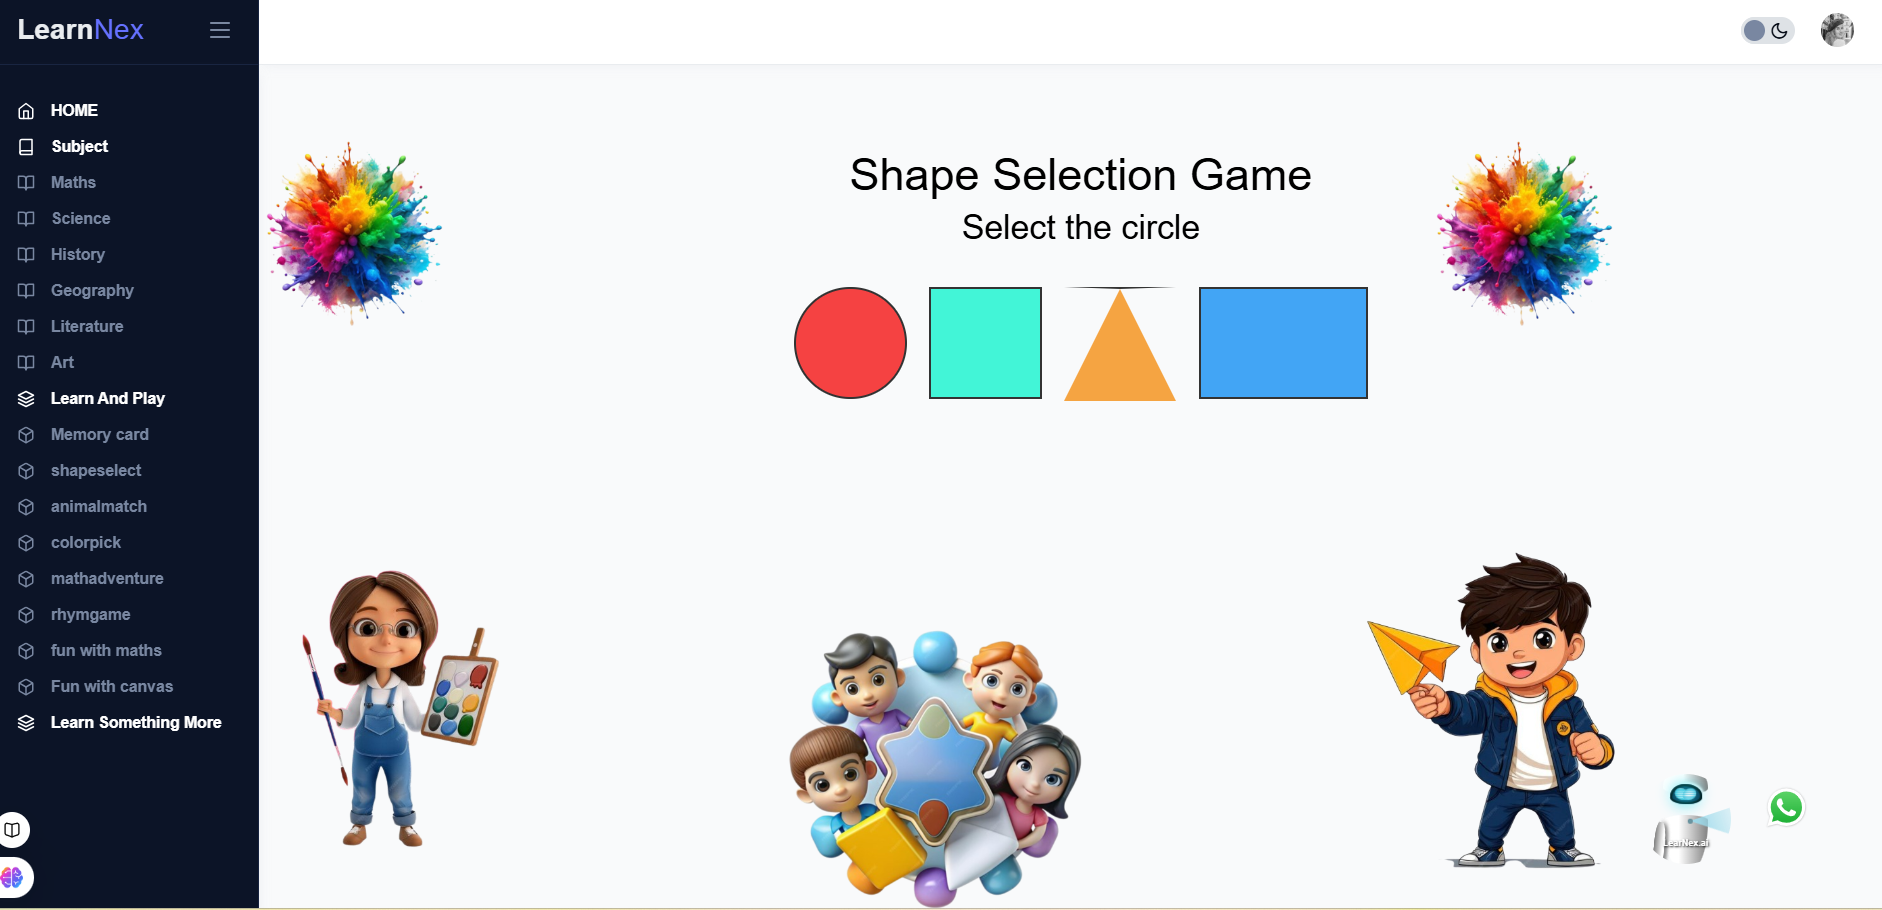 LearnNex
HOME
Subject
Maths
Science
History
Geography
Literature
Art
Learn And Play
Memory card
shapeselect
animalmatch
colorpick
mathadventure
rhymgame
fun with maths
Fun with canvas
Learn Something More
Shape Selection Game
Select the circle
LearNex.ai